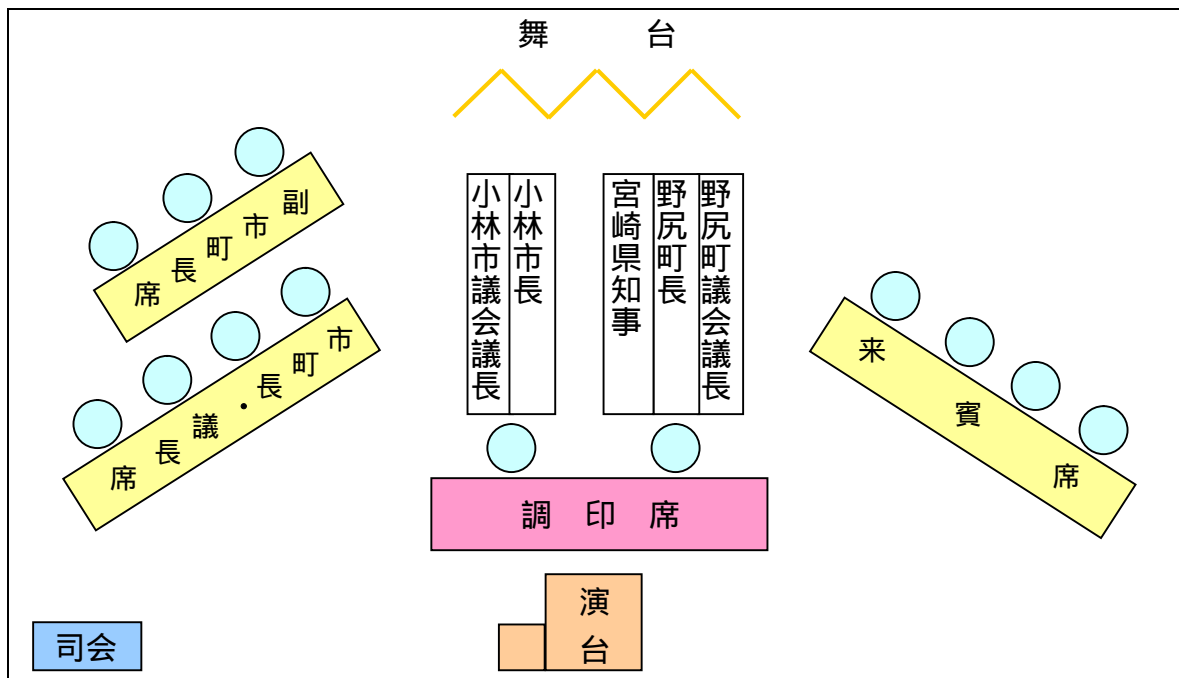 舞台
副市町長席
市町長・議長席
小林市議会議長
小林市長
宮崎県知事
野尻町長
野尻町議会議長
来賓席
調印席
演台
司会